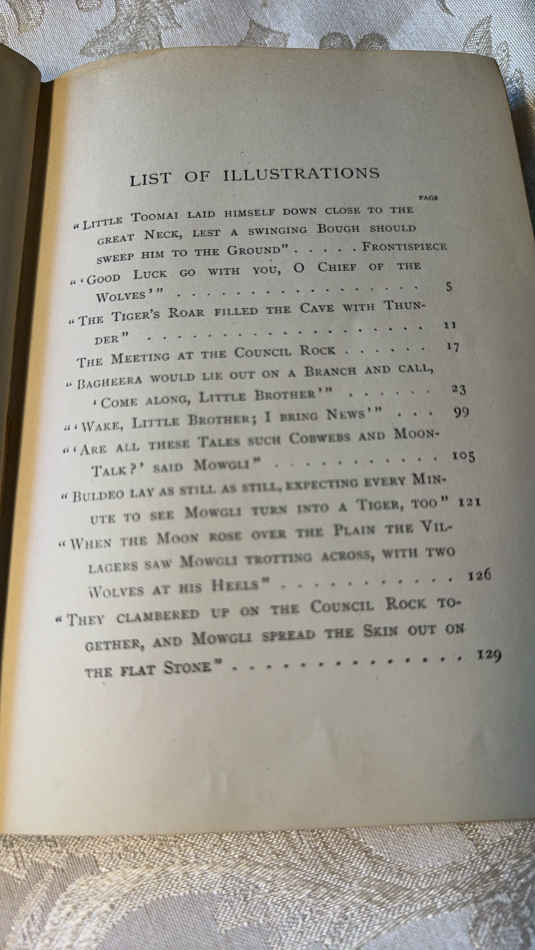 LIST OF ILLUSTRATIONS
PAGE
"LITTLE TOOMAI LAID HIMSELF DOWN CLOSE TO THE
GREAT NECK, LEST A SWINGING BOUGH SHOULD
SWEEP HIM TO THE GROUND" . . . . . FRONTISPIECE
"'GOOD LUCK GO WITH YOU, O CHIEF OF THE
WOLVES'" . . . . . . . . . . . . . . . . . 5
"THE TIGER'S ROAR FILLED THE CAVE WITH THUN-
DER" . . . . . . . . . . . . . . . . . . 11
THE MEETING AT THE COUNCIL ROCK . . . . . . 17
"BAGHEERA WOULD LIE OUT ON A BRANCH AND CALL,
'COME ALONG, LITTLE BROTHER'" . . . . . . 23
"'WAKE, LITTLE BROTHER; I BRING NEWS'" . . . 99
"'ARE ALL THESE TALES SUCH COBWEBS AND MOON-
TALK?' SAID MOWGLI" . . . . . . . . . . . 105
"BULDEO LAY AS STILL AS STILL, EXPECTING EVERY MIN-
UTE TO SEE MOWGLI TURN INTO A TIGER, TOO" 121
"WHEN THE MOON ROSE OVER THE PLAIN THE VIL-
LAGERS SAW MOWGLI TROTTING ACROSS, WITH TWO
WOLVES AT HIS HEELS" . . . . . . . . . . . 126
"THEY CLAMBERED UP ON THE COUNCIL ROCK TO-
GETHER, AND MOWGLI SPREAD THE SKIN OUT ON
THE FLAT STONE" . . . . . . . . . . . . . . 129